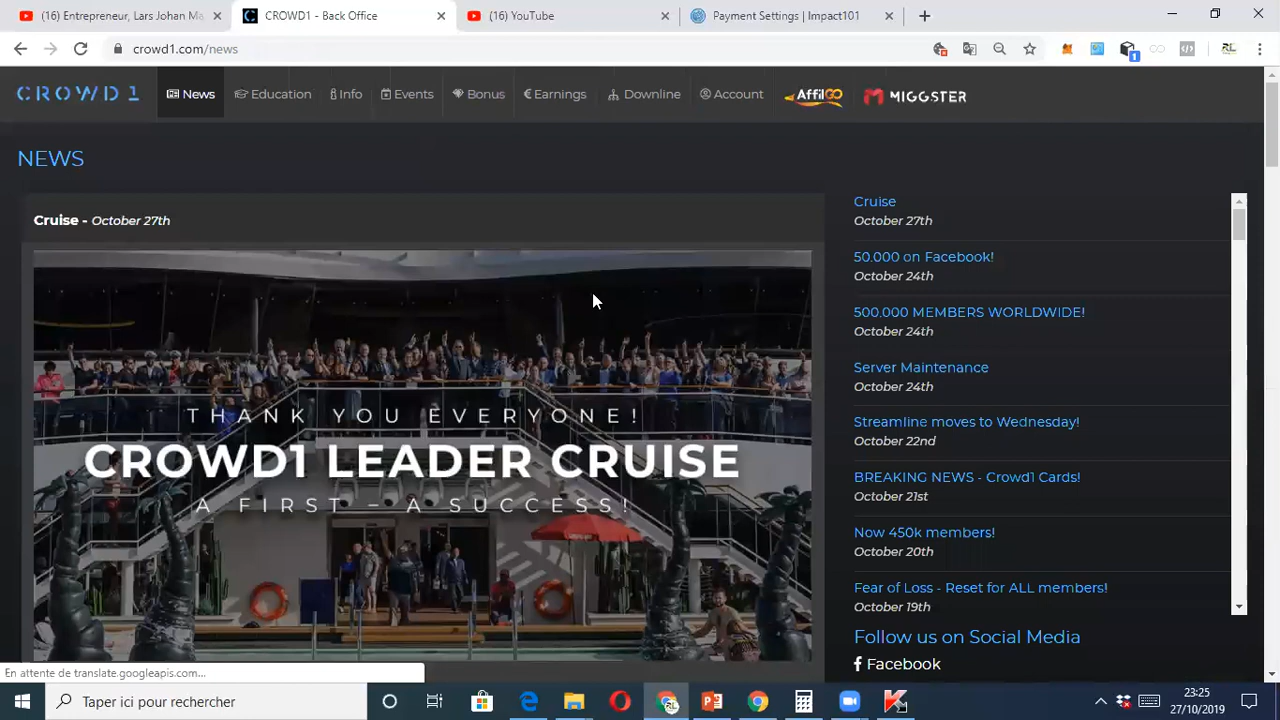 (16) Entrepreneur, Lars Johan Ma
CROWD1 - Back Office
(16) YouTube
Payment Settings | Impact101
crowd1.com/news
CROWD1
News
Education
Info
Events
Bonus
Earnings
Downline
Account
AffilGO
MIGGSTER
NEWS
Cruise - October 27th
THANK YOU EVERYONE!
CROWD1 LEADER CRUISE
A FIRST – A SUCCESS!
Cruise
October 27th
50.000 on Facebook!
October 24th
500.000 MEMBERS WORLDWIDE!
October 24th
Server Maintenance
October 24th
Streamline moves to Wednesday!
October 22nd
BREAKING NEWS - Crowd1 Cards!
October 21st
Now 450k members!
October 20th
Fear of Loss - Reset for ALL members!
October 19th
Follow us on Social Media
Facebook
En attente de translate.googleapis.com...
Taper ici pour rechercher
23:25
27/10/2019